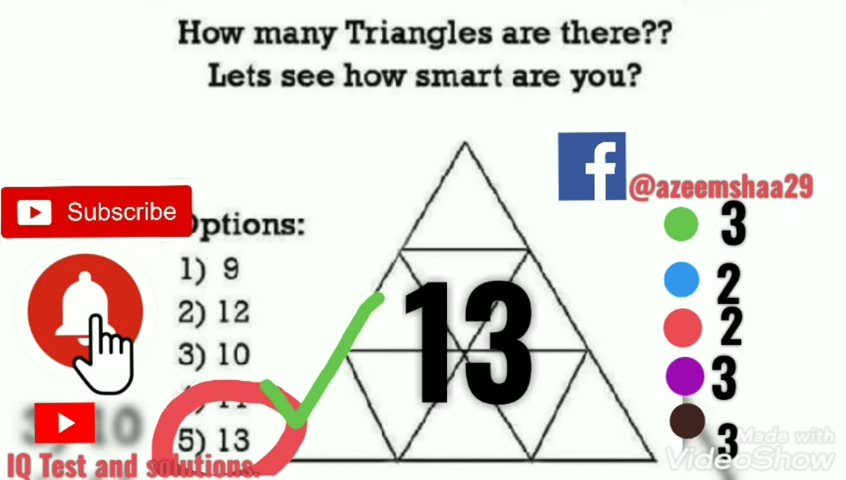 How many Triangles are there??
Lets see how smart are you?
@azeemshaa29
Subscribe
Options:
1) 9
2) 12
3) 10
5) 13
13
3
2
2
3
3
10
IQ Test and solutions.
Made with
VideoShow